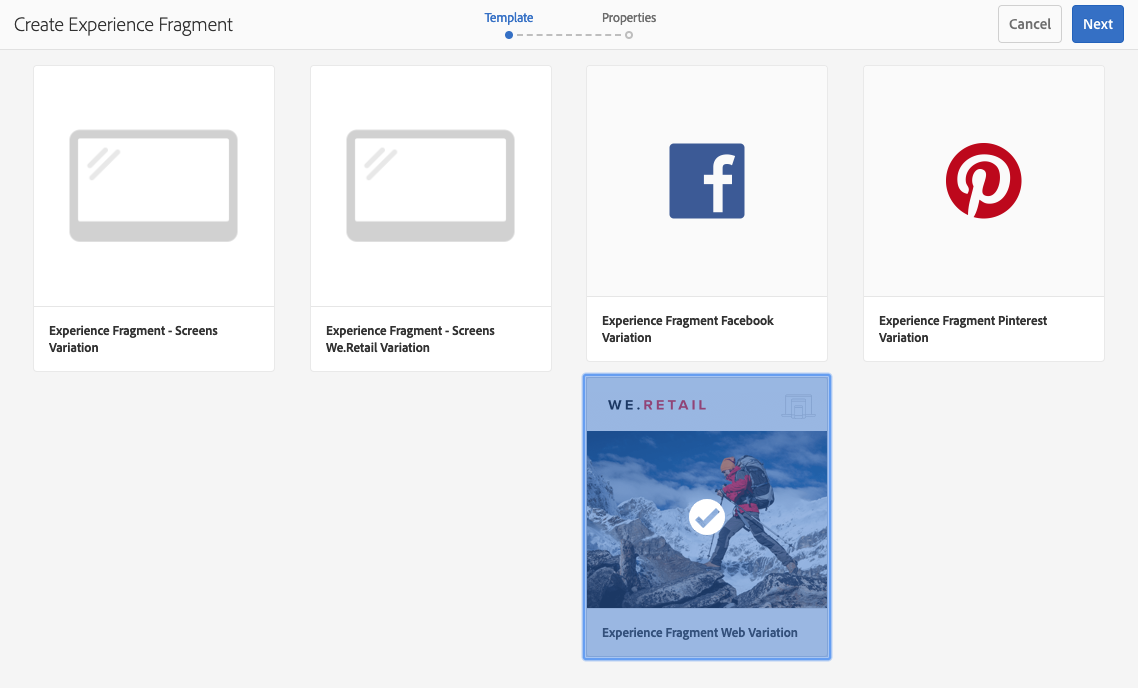 Create Experience Fragment
Template
Properties
Cancel
Next
Experience Fragment - Screens
Variation
Experience Fragment - Screens
We.Retail Variation
Experience Fragment Facebook
Variation
Experience Fragment Pinterest
Variation
WE.RETAIL
Experience Fragment Web Variation